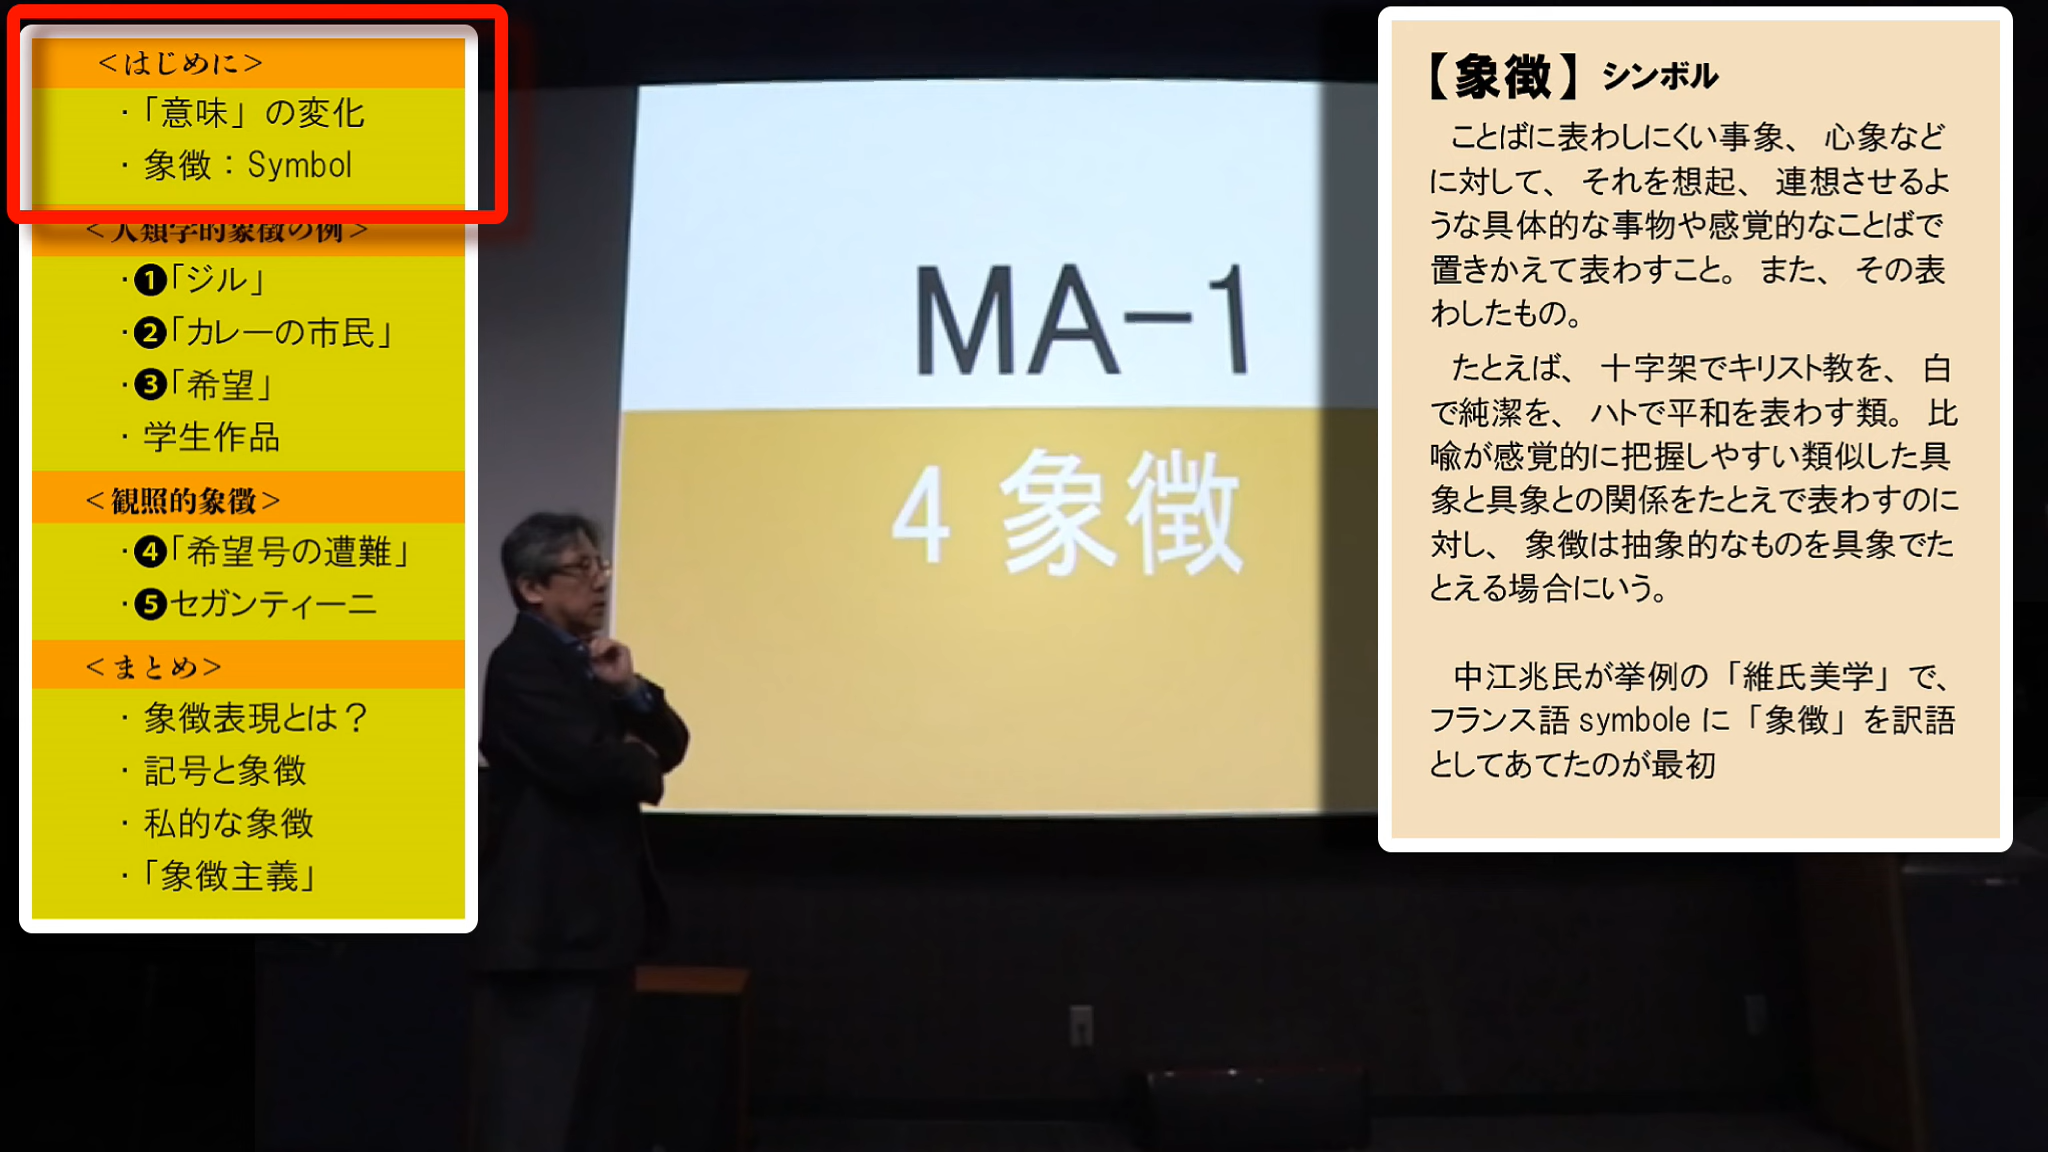 ＜はじめに＞
・「意味」の変化
・象徴：Symbol
＜人類学的象徴の例＞
・❶「ジル」
・❷「カレーの市民」
・❸「希望」
・学生作品
＜観照的象徴＞
・❹「希望号の遭難」
・❺セガンティーニ
＜まとめ＞
・象徴表現とは？
・記号と象徴
・私的な象徴
・「象徴主義」
MA-1
4 象徴
【象徴】シンボル
ことばに表わしにくい事象、心象など
に対して、それを想起、連想させるよ
うな具体的な事物や感覚的なことばで
置きかえて表わすこと。また、その表
わしたもの。
たとえば、十字架でキリスト教を、白
で純潔を、ハトで平和を表わす類。比
喩が感覚的に把握しやすい類似した具
象と具象との関係をたとえで表わすのに
対し、象徴は抽象的なものを具象でた
とえる場合にいう。
中江兆民が挙例の「維氏美学」で、
フランス語 symbole に「象徴」を訳語
としてあてたのが最初